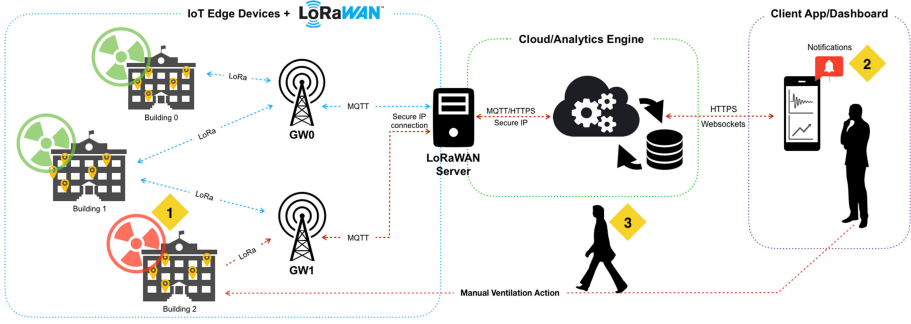 IoT Edge Devices + LoRaWAN™
Cloud/Analytics Engine
Client App/Dashboard
Notifications
2
LoRa
Building 0
GW0
MQTT
Secure IP
connection
MQTT/HTTPS
Secure IP
HTTPS
Websockets
LoRa
LoRaWAN
Server
Building 1
LoRa
1
3
LoRa
GW1
MQTT
Building 2
Manual Ventilation Action